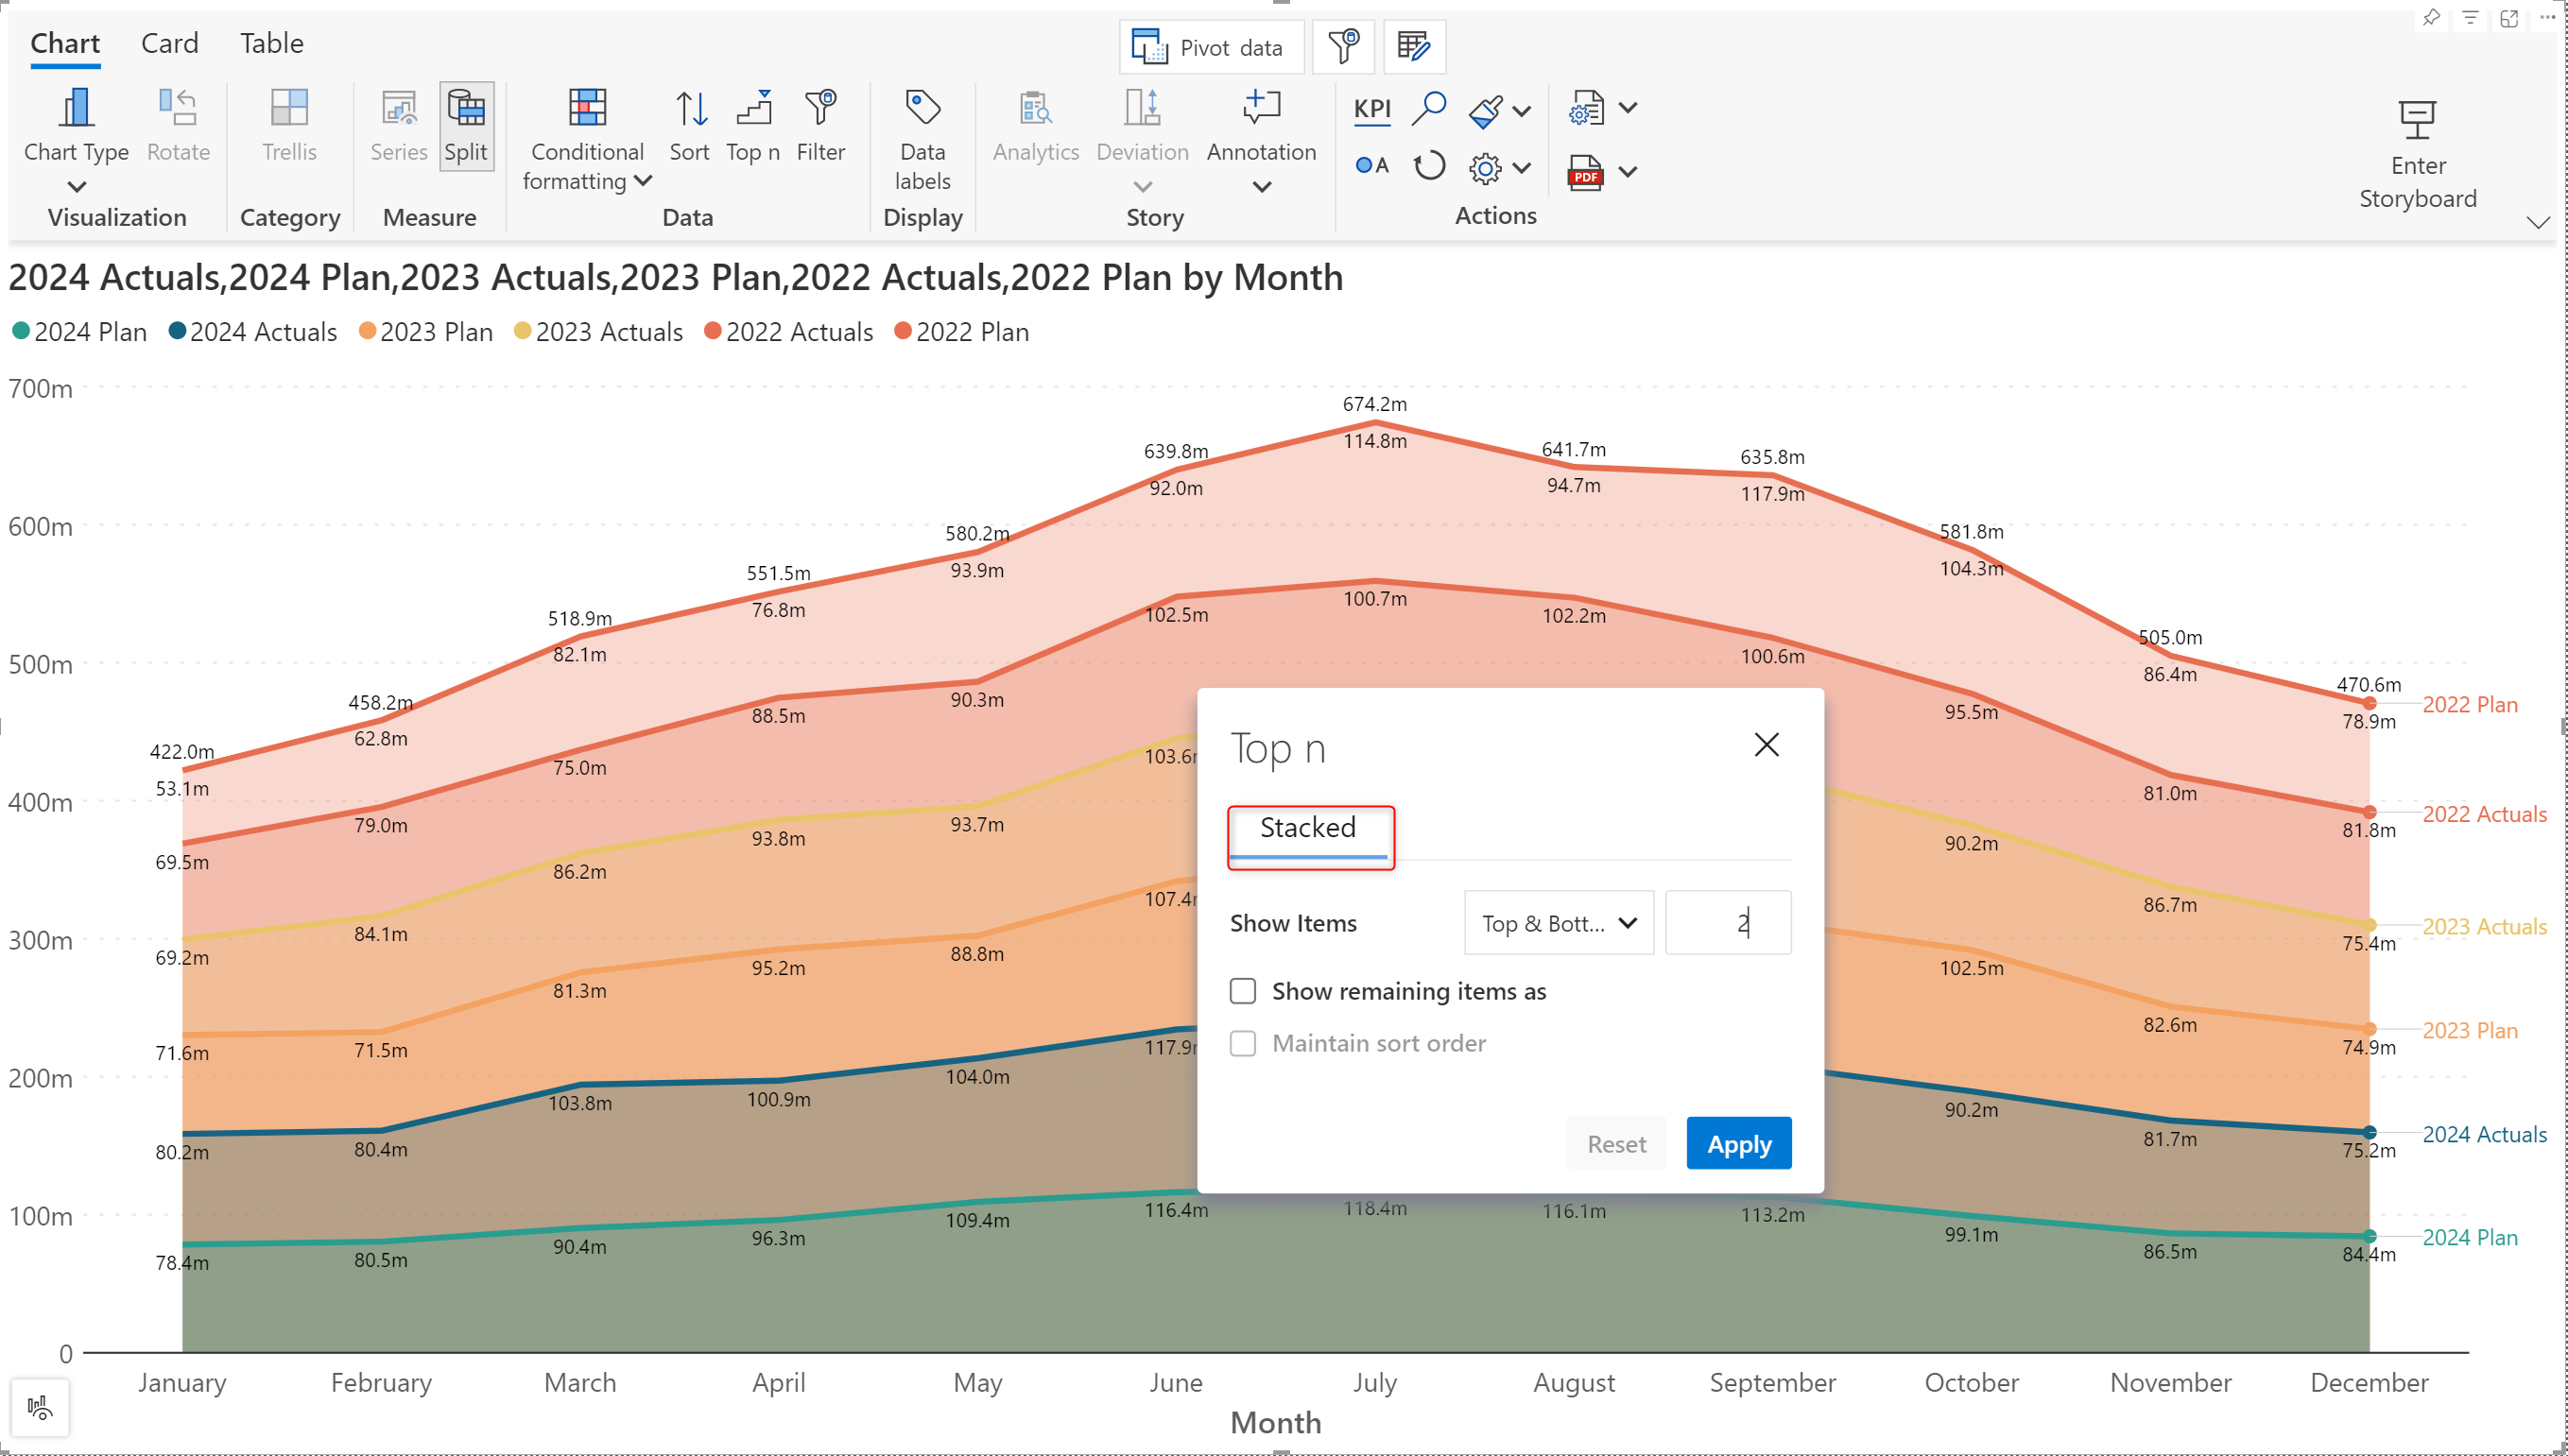 Chart Card Table
Pivot data
Chart Type
Rotate
Trellis
Series
Split
Conditional
formatting
Sort
Top n
Filter
Data
labels
Analytics
Deviation
Annotation
KPI
A
PDF
Enter
Storyboard
Visualization
Category
Measure
Data
Display
Story
Actions
2024 Actuals,2024 Plan,2023 Actuals,2023 Plan,2022 Actuals,2022 Plan by Month
2024 Plan 2024 Actuals 2023 Plan 2023 Actuals 2022 Actuals 2022 Plan
700m
600m
500m
400m
300m
200m
100m
0
422.0m 458.2m 518.9m 551.5m 580.2m 639.8m 674.2m 641.7m 635.8m 581.8m 505.0m 470.6m
53.1m 62.8m 82.1m 76.8m 93.9m 92.0m 114.8m 94.7m 117.9m 104.3m 86.4m 78.9m
69.5m 79.0m 75.0m 88.5m 90.3m 102.5m 100.7m 102.2m 100.6m 95.5m 81.0m 81.8m
69.2m 84.1m 86.2m 93.8m 93.7m 103.6 90.2m 86.7m 75.4m
71.6m 71.5m 81.3m 95.2m 88.8m 107.4 102.5m 82.6m 74.9m
80.2m 80.4m 103.8m 100.9m 104.0m 117.9 90.2m 81.7m 75.2m
78.4m 80.5m 90.4m 96.3m 109.4m 116.4m 118.4m 116.1m 113.2m 99.1m 86.5m 84.4m
2022 Plan
2022 Actuals
2023 Actuals
2023 Plan
2024 Actuals
2024 Plan
Top n
Stacked
Show Items
Top & Bott...
2
Show remaining items as
Maintain sort order
Reset
Apply
January February March April May June July August September October November December
Month